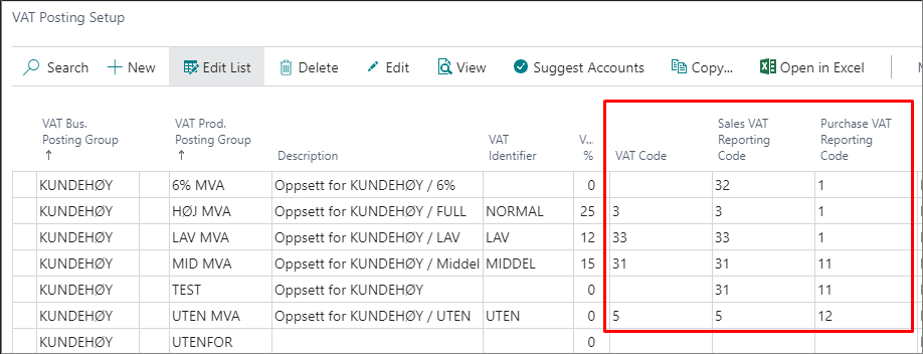 VAT Posting Setup
Search New Edit List Delete Edit View Suggest Accounts Copy... Open in Excel
VAT Bus. Posting Group ↑ VAT Prod. Posting Group ↑ Description VAT Identifier V... % VAT Code Sales VAT Reporting Code Purchase VAT Reporting Code
KUNDEHØY 6% MVA Oppsett for KUNDEHØY / 6% 0 32 1
KUNDEHØY HØJ MVA Oppsett for KUNDEHØY / FULL NORMAL 25 3 3 1
KUNDEHØY LAV MVA Oppsett for KUNDEHØY / LAV LAV 12 33 33 1
KUNDEHØY MID MVA Oppsett for KUNDEHØY / Middel MIDDEL 15 31 31 11
KUNDEHØY TEST Oppsett for KUNDEHØY 0 31 11
KUNDEHØY UTEN MVA Oppsett for KUNDEHØY / UTEN UTEN 0 5 5 12
KUNDEHØY UTENFOR 0